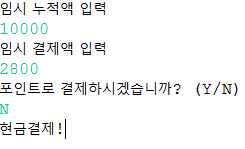 임시 누적액 입력
10000
임시 결제액 입력
2800
포인트로 결제하시겠습니까? (Y/N)
N
현금결제!